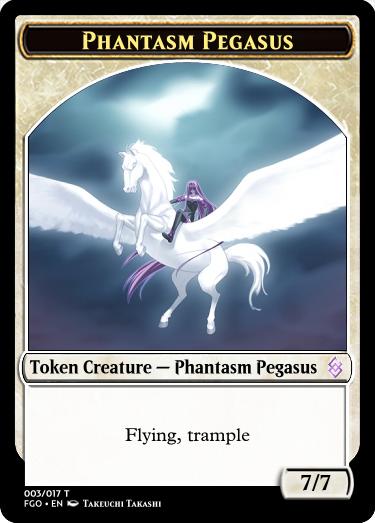 Phantasm Pegasus
Token Creature — Phantasm Pegasus
Flying, trample
7/7
003/017 T
FGO • EN Takeuchi Takashi